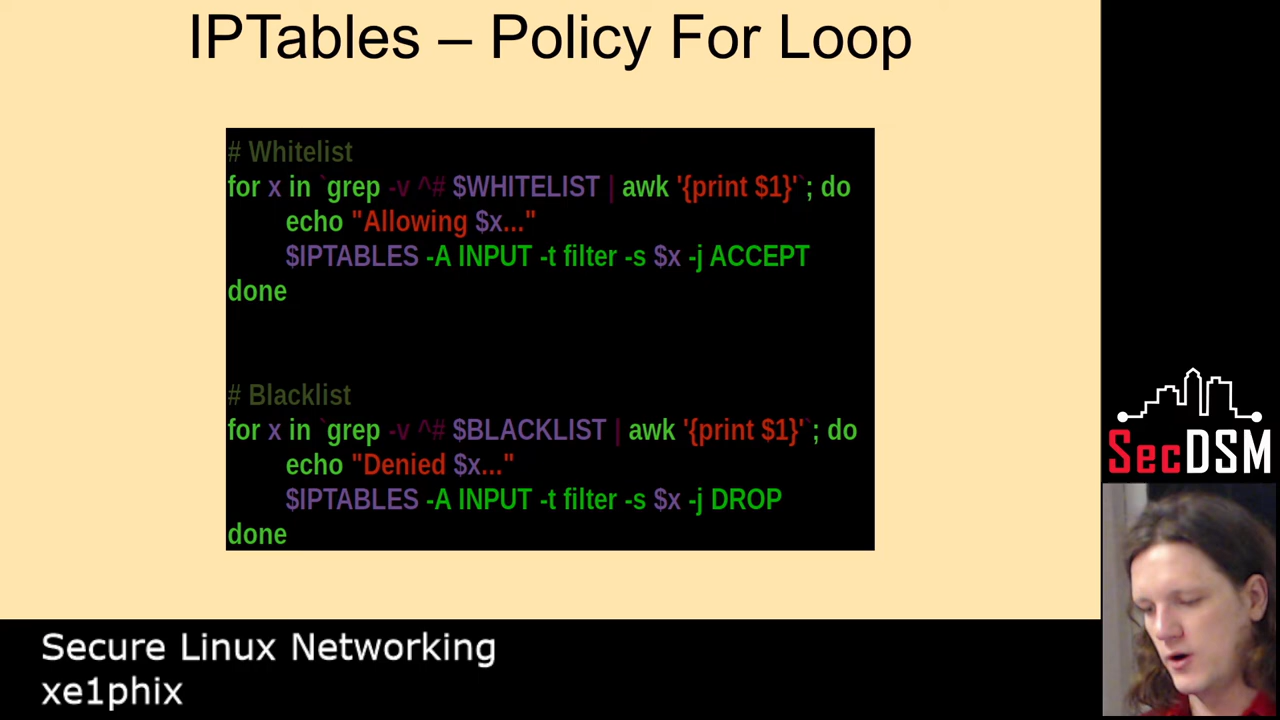 IPTables – Policy For Loop
# Whitelist
for x in `grep -v ^# $WHITELIST | awk '{print $1}'`; do
echo "Allowing $x..."
$IPTABLES -A INPUT -t filter -s $x -j ACCEPT
done
# Blacklist
for x in `grep -v ^# $BLACKLIST | awk '{print $1}'`; do
echo "Denied $x..."
$IPTABLES -A INPUT -t filter -s $x -j DROP
done
SecDSM
Secure Linux Networking
xe1phix